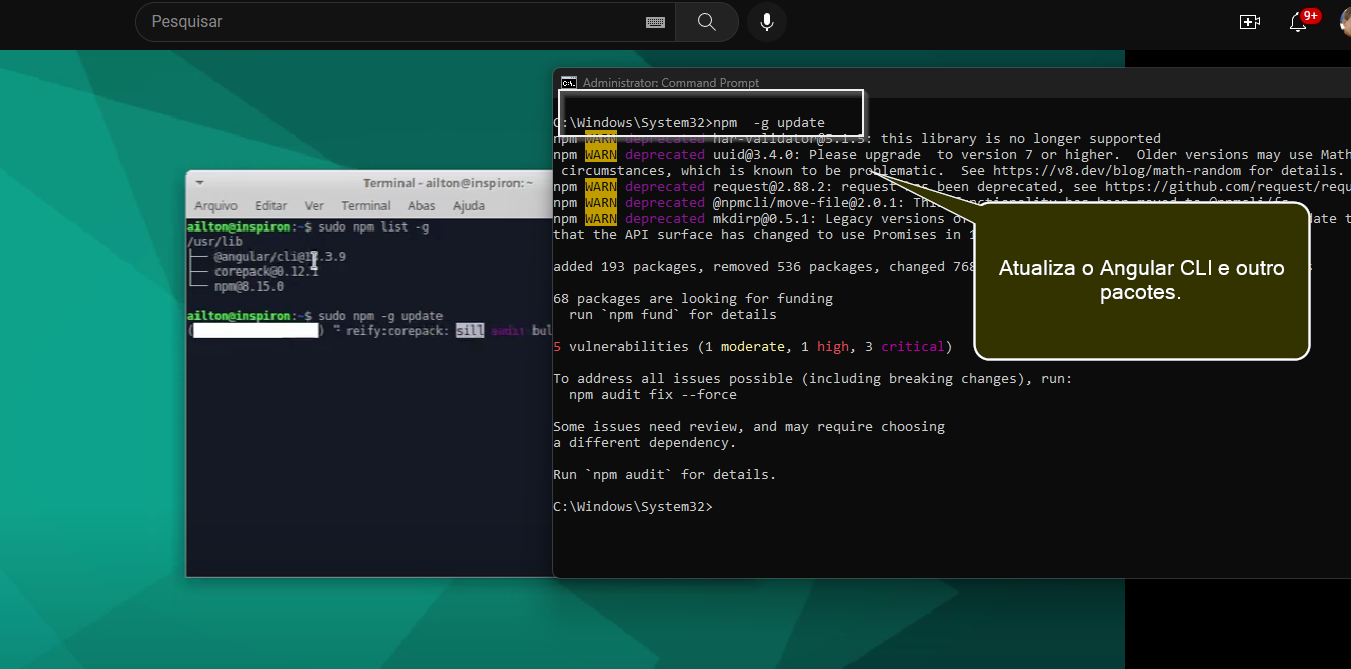 Pesquisar
9+
Administrator: Command Prompt
C:\Windows\System32>npm  -g update
npm WARN deprecated har-validator@5.1.5: this library is no longer supported
npm WARN deprecated uuid@3.4.0: Please upgrade  to version 7 or higher.  Older versions may use Math
circumstances, which is known to be problematic.  See https://v8.dev/blog/math-random for details.
npm WARN deprecated request@2.88.2: request has been deprecated, see https://github.com/request/requ
npm WARN deprecated @npmcli/move-file@2.0.1: This functionality has been moved to @npmcli/fs
npm WARN deprecated mkdirp@0.5.1: Legacy versions
that the API surface has changed to use Promises in 1
added 193 packages, removed 536 packages, changed 768
68 packages are looking for funding
run `npm fund` for details
5 vulnerabilities (1 moderate, 1 high, 3 critical)
To address all issues possible (including breaking changes), run:
npm audit fix --force
Some issues need review, and may require choosing
a different dependency.
Run `npm audit` for details.
C:\Windows\System32>
Atualiza o Angular CLI e outro
pacotes.
Terminal - ailton@inspiron: ~
Arquivo Editar Ver Terminal Abas Ajuda
ailton@inspiron:~$ sudo npm list -g
/usr/lib
├── @angular/cli@13.3.9
├── corepack@0.12.1
└── npm@8.15.0
ailton@inspiron:~$ sudo npm -g update
reify:corepack: sill audit bul